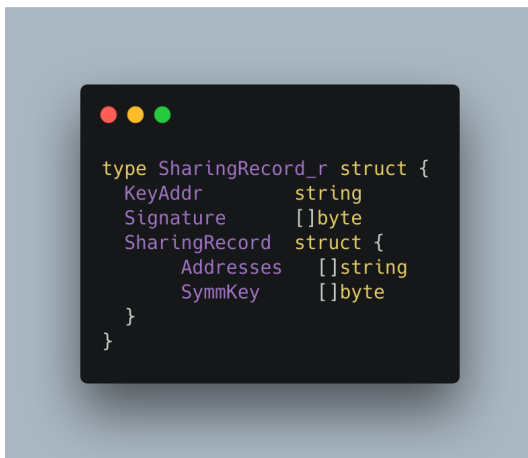 type SharingRecord_r struct {
  KeyAddr        string
  Signature      []byte
  SharingRecord  struct {
       Addresses   []string
       SymmKey     []byte
  }
}